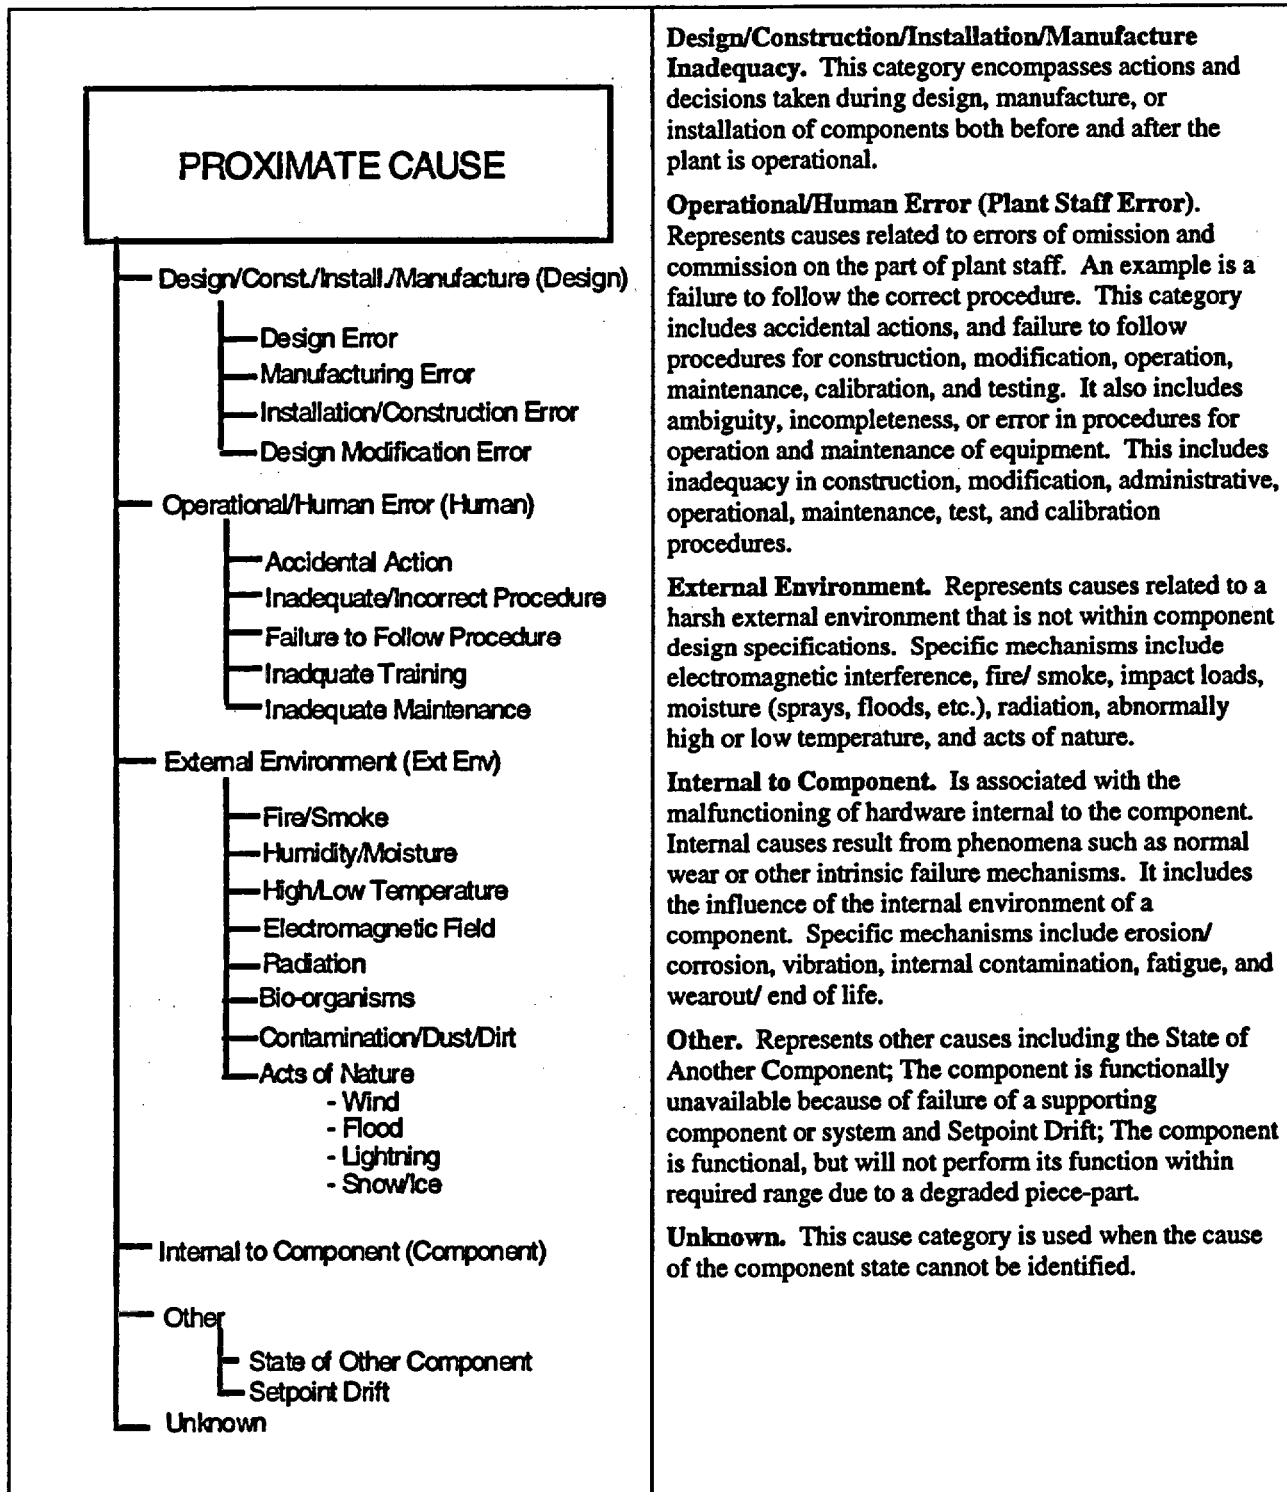 PROXIMATE CAUSE
Design/Const./Install./Manufacture (Design)
Design Error
Manufacturing Error
Installation/Construction Error
Design Modification Error
Operational/Human Error (Human)
Accidental Action
Inadequate/Incorrect Procedure
Failure to Follow Procedure
Inadquate Training
Inadequate Maintenance
External Environment (Ext Env)
Fire/Smoke
Humidity/Moisture
High/Low Temperature
Electromagnetic Field
Radiation
Bio-organisms
Contamination/Dust/Dirt
Acts of Nature
- Wind
- Flood
- Lightning
- Snow/Ice
Internal to Component (Component)
Other
State of Other Component
Setpoint Drift
Unknown
Design/Construction/Installation/Manufacture
Inadequacy. This category encompasses actions and
decisions taken during design, manufacture, or
installation of components both before and after the
plant is operational.
Operational/Human Error (Plant Staff Error).
Represents causes related to errors of omission and
commission on the part of plant staff. An example is a
failure to follow the correct procedure. This category
includes accidental actions, and failure to follow
procedures for construction, modification, operation,
maintenance, calibration, and testing. It also includes
ambiguity, incompleteness, or error in procedures for
operation and maintenance of equipment. This includes
inadequacy in construction, modification, administrative,
operational, maintenance, test, and calibration
procedures.
External Environment. Represents causes related to a
harsh external environment that is not within component
design specifications. Specific mechanisms include
electromagnetic interference, fire/ smoke, impact loads,
moisture (sprays, floods, etc.), radiation, abnormally
high or low temperature, and acts of nature.
Internal to Component. Is associated with the
malfunctioning of hardware internal to the component.
Internal causes result from phenomena such as normal
wear or other intrinsic failure mechanisms. It includes
the influence of the internal environment of a
component. Specific mechanisms include erosion/
corrosion, vibration, internal contamination, fatigue, and
wearout/ end of life.
Other. Represents other causes including the State of
Another Component; The component is functionally
unavailable because of failure of a supporting
component or system and Setpoint Drift; The component
is functional, but will not perform its function within
required range due to a degraded piece-part.
Unknown. This cause category is used when the cause
of the component state cannot be identified.